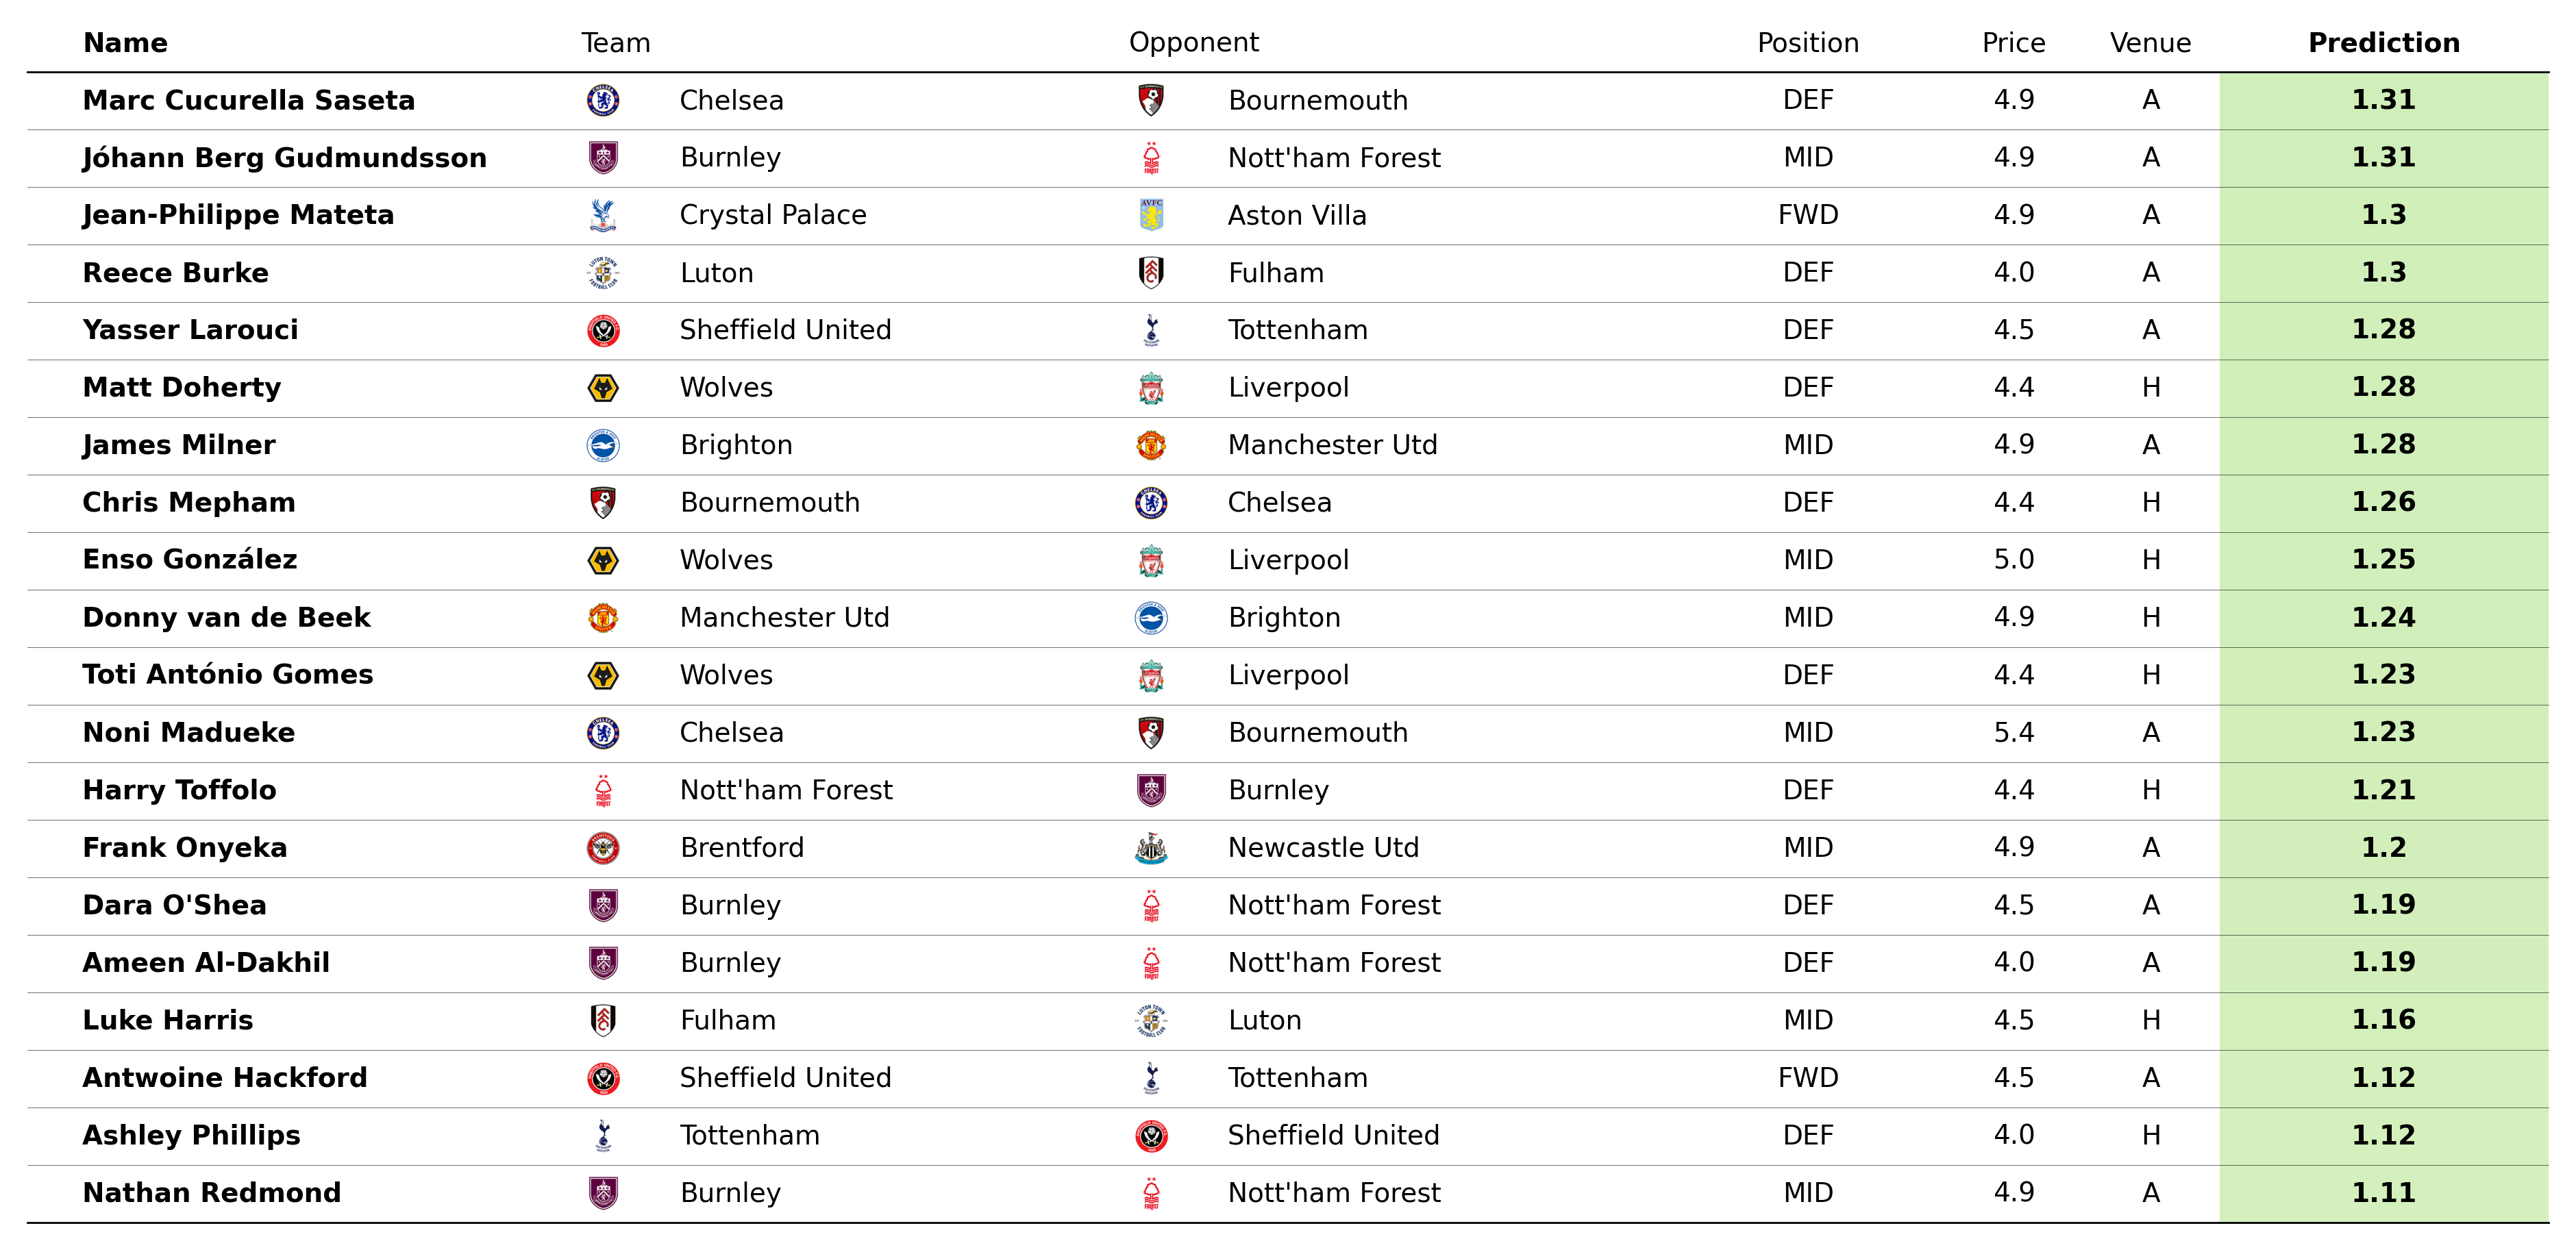 Name Team Opponent Position Price Venue Prediction
Marc Cucurella Saseta Chelsea Bournemouth DEF 4.9 A 1.31
Jóhann Berg Gudmundsson Burnley Nott'ham Forest MID 4.9 A 1.31
Jean-Philippe Mateta Crystal Palace Aston Villa FWD 4.9 A 1.3
Reece Burke Luton Fulham DEF 4.0 A 1.3
Yasser Larouci Sheffield United Tottenham DEF 4.5 A 1.28
Matt Doherty Wolves Liverpool DEF 4.4 H 1.28
James Milner Brighton Manchester Utd MID 4.9 A 1.28
Chris Mepham Bournemouth Chelsea DEF 4.4 H 1.26
Enso González Wolves Liverpool MID 5.0 H 1.25
Donny van de Beek Manchester Utd Brighton MID 4.9 H 1.24
Toti António Gomes Wolves Liverpool DEF 4.4 H 1.23
Noni Madueke Chelsea Bournemouth MID 5.4 A 1.23
Harry Toffolo Nott'ham Forest Burnley DEF 4.4 H 1.21
Frank Onyeka Brentford Newcastle Utd MID 4.9 A 1.2
Dara O'Shea Burnley Nott'ham Forest DEF 4.5 A 1.19
Ameen Al-Dakhil Burnley Nott'ham Forest DEF 4.0 A 1.19
Luke Harris Fulham Luton MID 4.5 H 1.16
Antwoine Hackford Sheffield United Tottenham FWD 4.5 A 1.12
Ashley Phillips Tottenham Sheffield United DEF 4.0 H 1.12
Nathan Redmond Burnley Nott'ham Forest MID 4.9 A 1.11